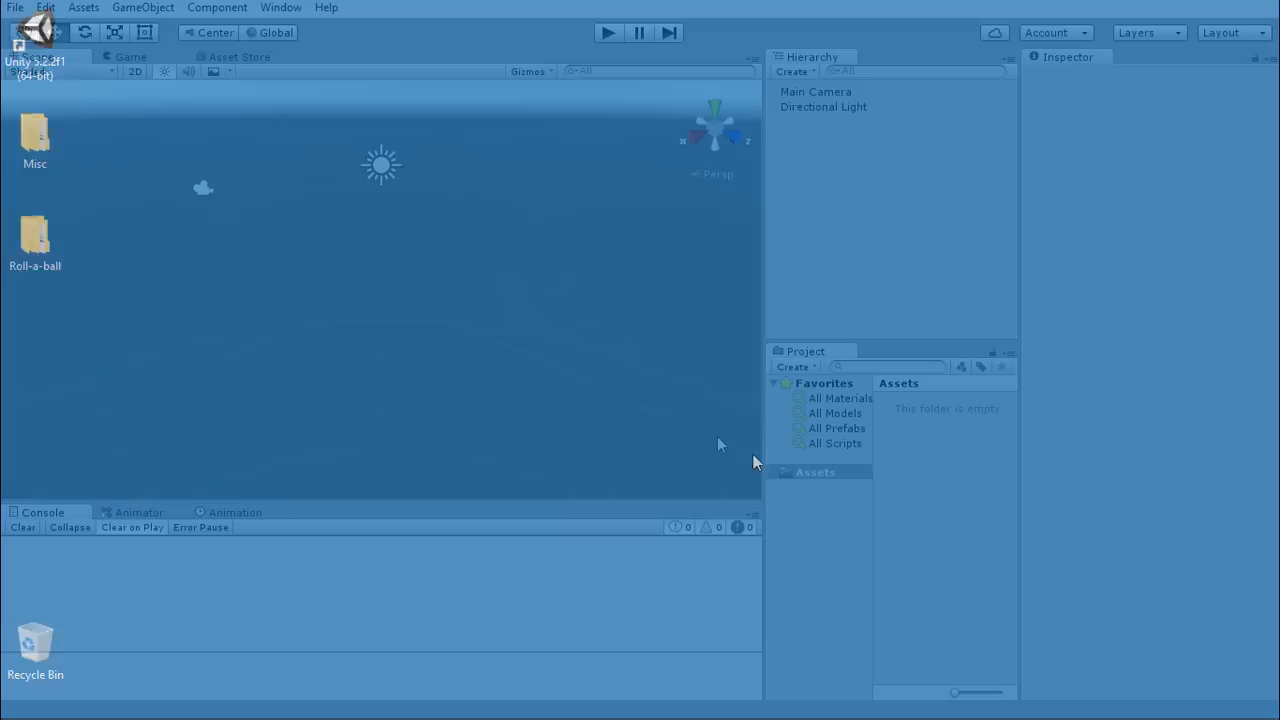 File Edit Assets GameObject Component Window Help
Center Global Account Layers Layout
Unity 5.2.2f1
(64-bit)
Game Asset Store
2D Gizmos All
Persp
Misc
Roll-a-ball
Recycle Bin
Hierarchy
Create All
Main Camera
Directional Light
Inspector
Project
Create
Favorites
All Materials
All Models
All Prefabs
All Scripts
Assets
Assets
This folder is empty
Console Animator Animation
Clear Collapse Clear on Play Error Pause 0 0 0
x z